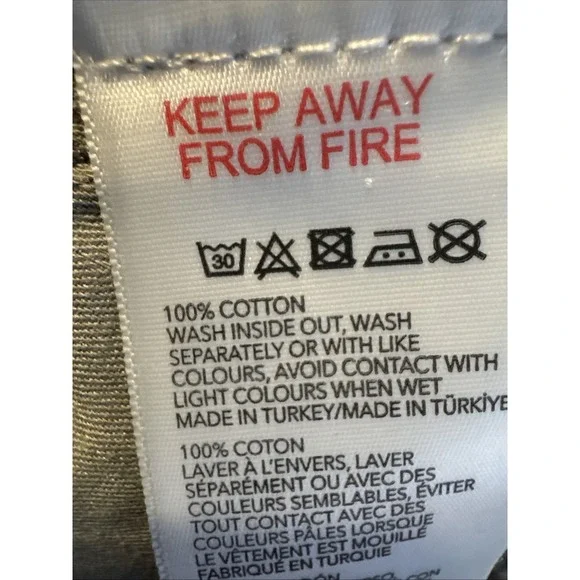 KEEP AWAY
FROM FIRE
30
100% COTTON
WASH INSIDE OUT, WASH
SEPARATELY OR WITH LIKE
COLOURS, AVOID CONTACT WITH
LIGHT COLOURS WHEN WET
MADE IN TURKEY/MADE IN TÜRKİYE
100% COTON
LAVER À L'ENVERS, LAVER
SÉPARÉMENT OU AVEC DES
COULEURS SEMBLABLES, ÉVITER
TOUT CONTACT AVEC DES
COULEURS PÂLES LORSQUE
LE VÊTEMENT EST MOUILLÉ
FABRIQUÉ EN TURQUIE